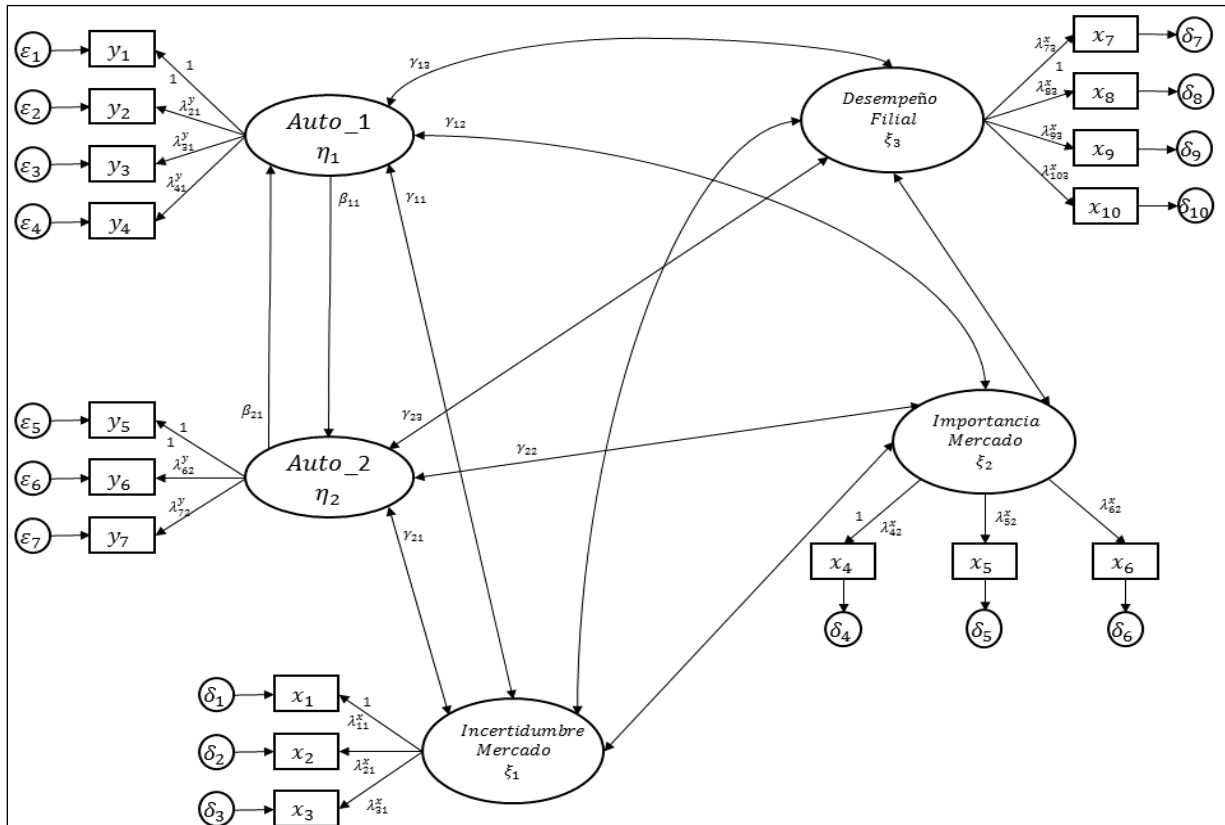 ε₁ y₁
ε₂ y₂
ε₃ y₃
ε₄ y₄
1
1
λ₂₁ʸ
λ₃₁ʸ
λ₄₁ʸ
Auto_1
η₁
γ₁₃
γ₁₂
γ₁₁
β₁₁
β₂₁
Desempeño
Filial
ξ₃
λ₇₃ˣ
1
λ₈₃ˣ
λ₉₃ˣ
λ₁₀₃ˣ
x₇ δ₇
x₈ δ₈
x₉ δ₉
x₁₀ δ₁₀
ε₅ y₅
ε₆ y₆
ε₇ y₇
1
1
λ₆₂ʸ
λ₇₂ʸ
Auto_2
η₂
γ₂₃
γ₂₂
γ₂₁
Importancia
Mercado
ξ₂
1
λ₄₂ˣ
λ₅₂ˣ
λ₆₂ˣ
x₄ x₅ x₆
δ₄ δ₅ δ₆
δ₁ x₁
δ₂ x₂
δ₃ x₃
1
λ₁₁ˣ
λ₂₁ˣ
λ₃₁ˣ
Incertidumbre
Mercado
ξ₁